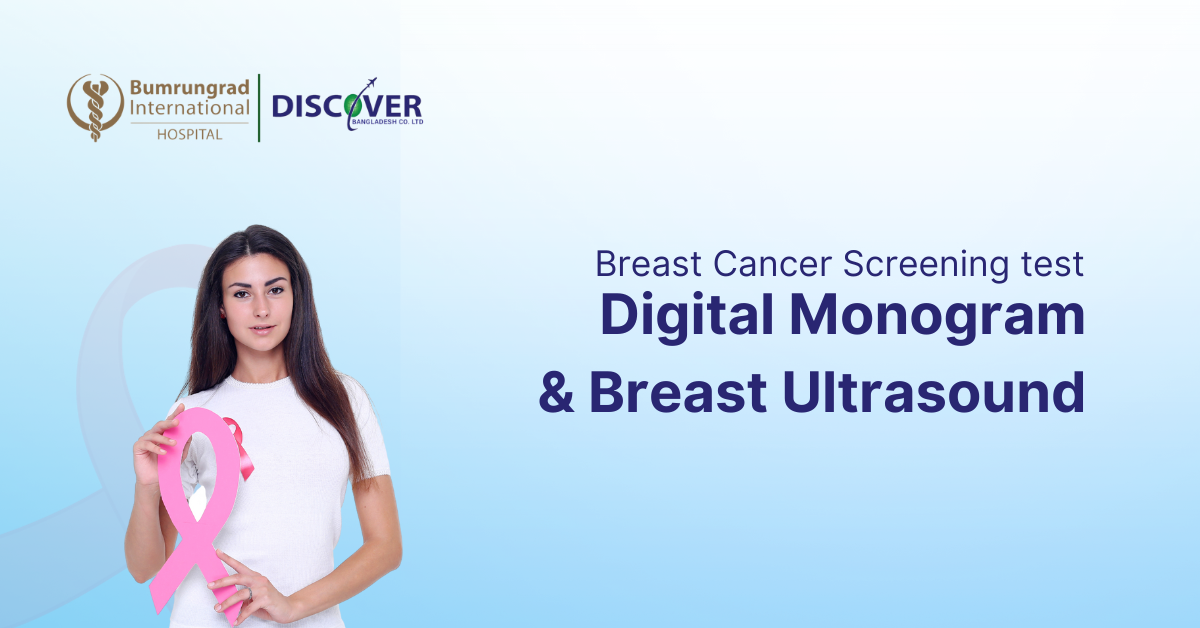 Bumrungrad
International
HOSPITAL
DISCOVER
BANGLADESH CO. LTD
Breast Cancer Screening test
Digital Monogram
& Breast Ultrasound